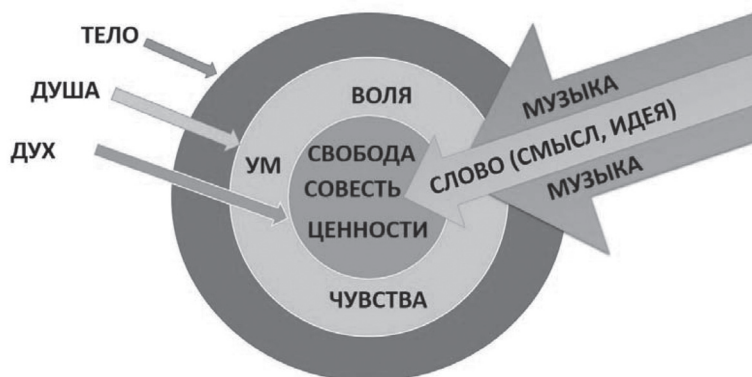 ТЕЛО
ДУША
ДУХ
ВОЛЯ
УМ
СВОБОДА
СОВЕСТЬ
ЦЕННОСТИ
ЧУВСТВА
МУЗЫКА
СЛОВО (СМЫСЛ, ИДЕЯ)
МУЗЫКА